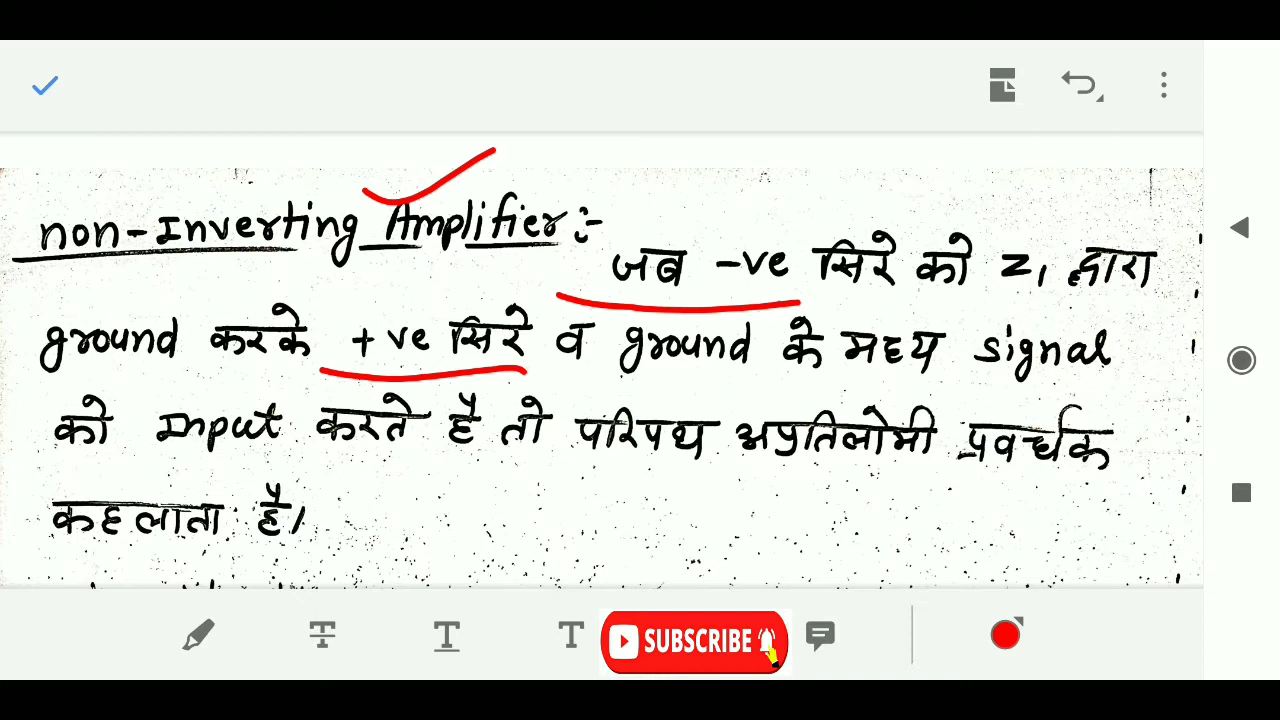 non-Inverting Amplifier:-
जब -ve सिरे को Z₁ द्वारा
ground करके +ve सिरे व ground के मध्य signal
को Input करते है तो परिपथ अप्रतिलोमी प्रवर्धक
कहलाता है।
T T T
SUBSCRIBE